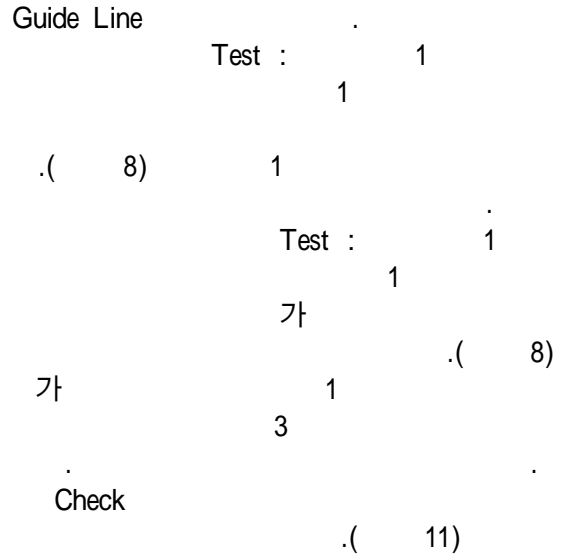 Guide Line .
Test : 1
1
.( 8) 1
.
Test : 1
1
가
.( 8)
가 1
3
. .
Check
.( 11)